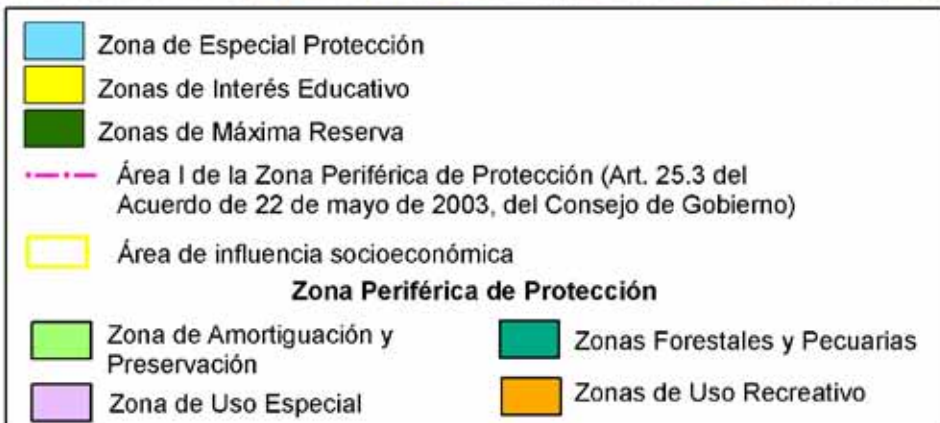 Zona de Especial Protección
Zonas de Interés Educativo
Zonas de Máxima Reserva
Área I de la Zona Periférica de Protección (Art. 25.3 del
Acuerdo de 22 de mayo de 2003, del Consejo de Gobierno)
Área de influencia socioeconómica
Zona Periférica de Protección
Zona de Amortiguación y
Preservación
Zona de Uso Especial
Zonas Forestales y Pecuarias
Zonas de Uso Recreativo